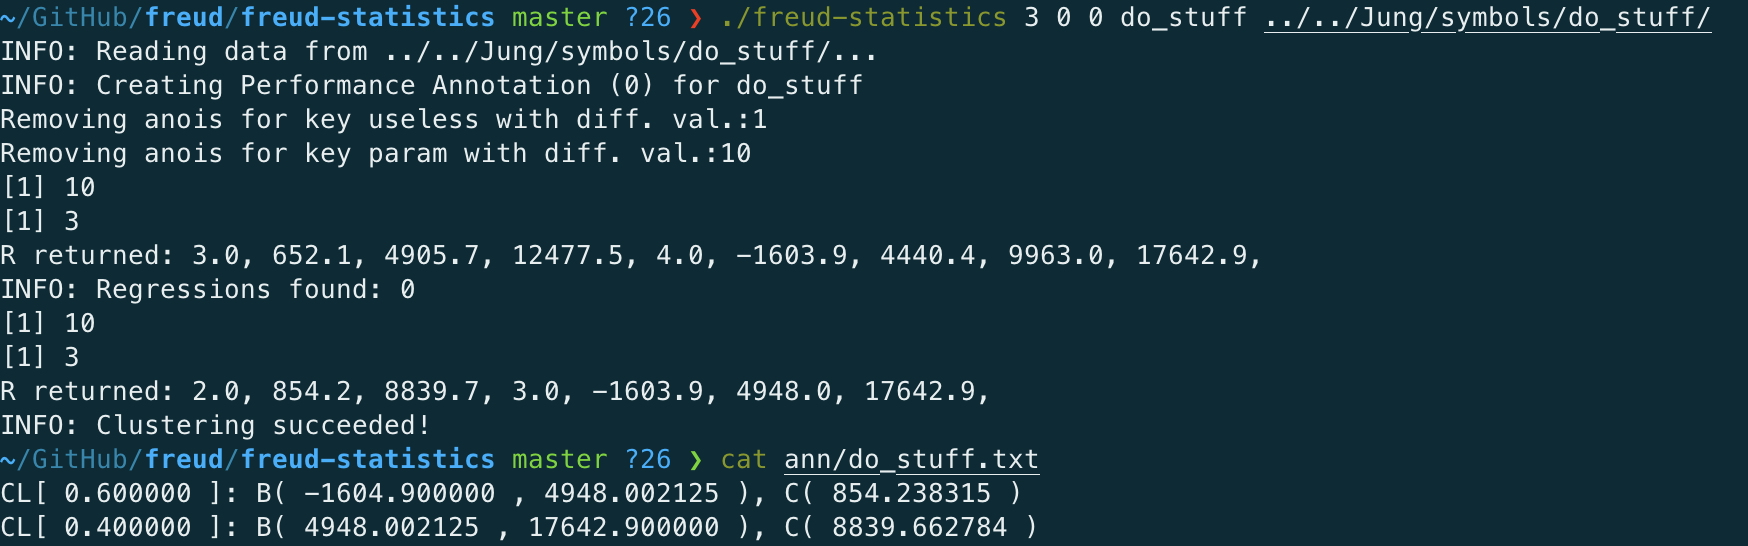 ~/GitHub/freud/freud-statistics master ?26 ❯ ./freud-statistics 3 0 0 do_stuff ../../Jung/symbols/do_stuff/
INFO: Reading data from ../../Jung/symbols/do_stuff/...
INFO: Creating Performance Annotation (0) for do_stuff
Removing anois for key useless with diff. val.:1
Removing anois for key param with diff. val.:10
[1] 10
[1] 3
R returned: 3.0, 652.1, 4905.7, 12477.5, 4.0, -1603.9, 4440.4, 9963.0, 17642.9,
INFO: Regressions found: 0
[1] 10
[1] 3
R returned: 2.0, 854.2, 8839.7, 3.0, -1603.9, 4948.0, 17642.9,
INFO: Clustering succeeded!
~/GitHub/freud/freud-statistics master ?26 ❯ cat ann/do_stuff.txt
CL[ 0.600000 ]: B( -1604.900000 , 4948.002125 ), C( 854.238315 )
CL[ 0.400000 ]: B( 4948.002125 , 17642.900000 ), C( 8839.662784 )